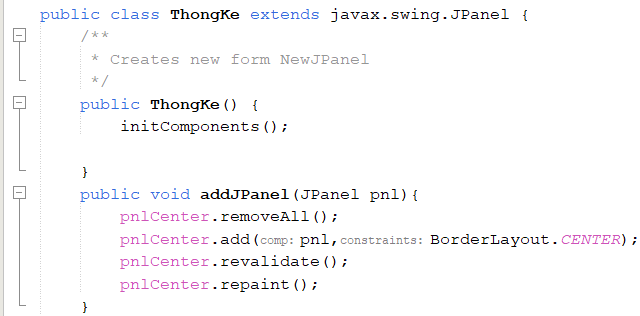 public class ThongKe extends javax.swing.JPanel {
/**
* Creates new form NewJPanel
*/
public ThongKe() {
initComponents();
}
public void addJPanel(JPanel pnl){
pnlCenter.removeAll();
pnlCenter.add(comp: pnl,constraints: BorderLayout.CENTER);
pnlCenter.revalidate();
pnlCenter.repaint();
}